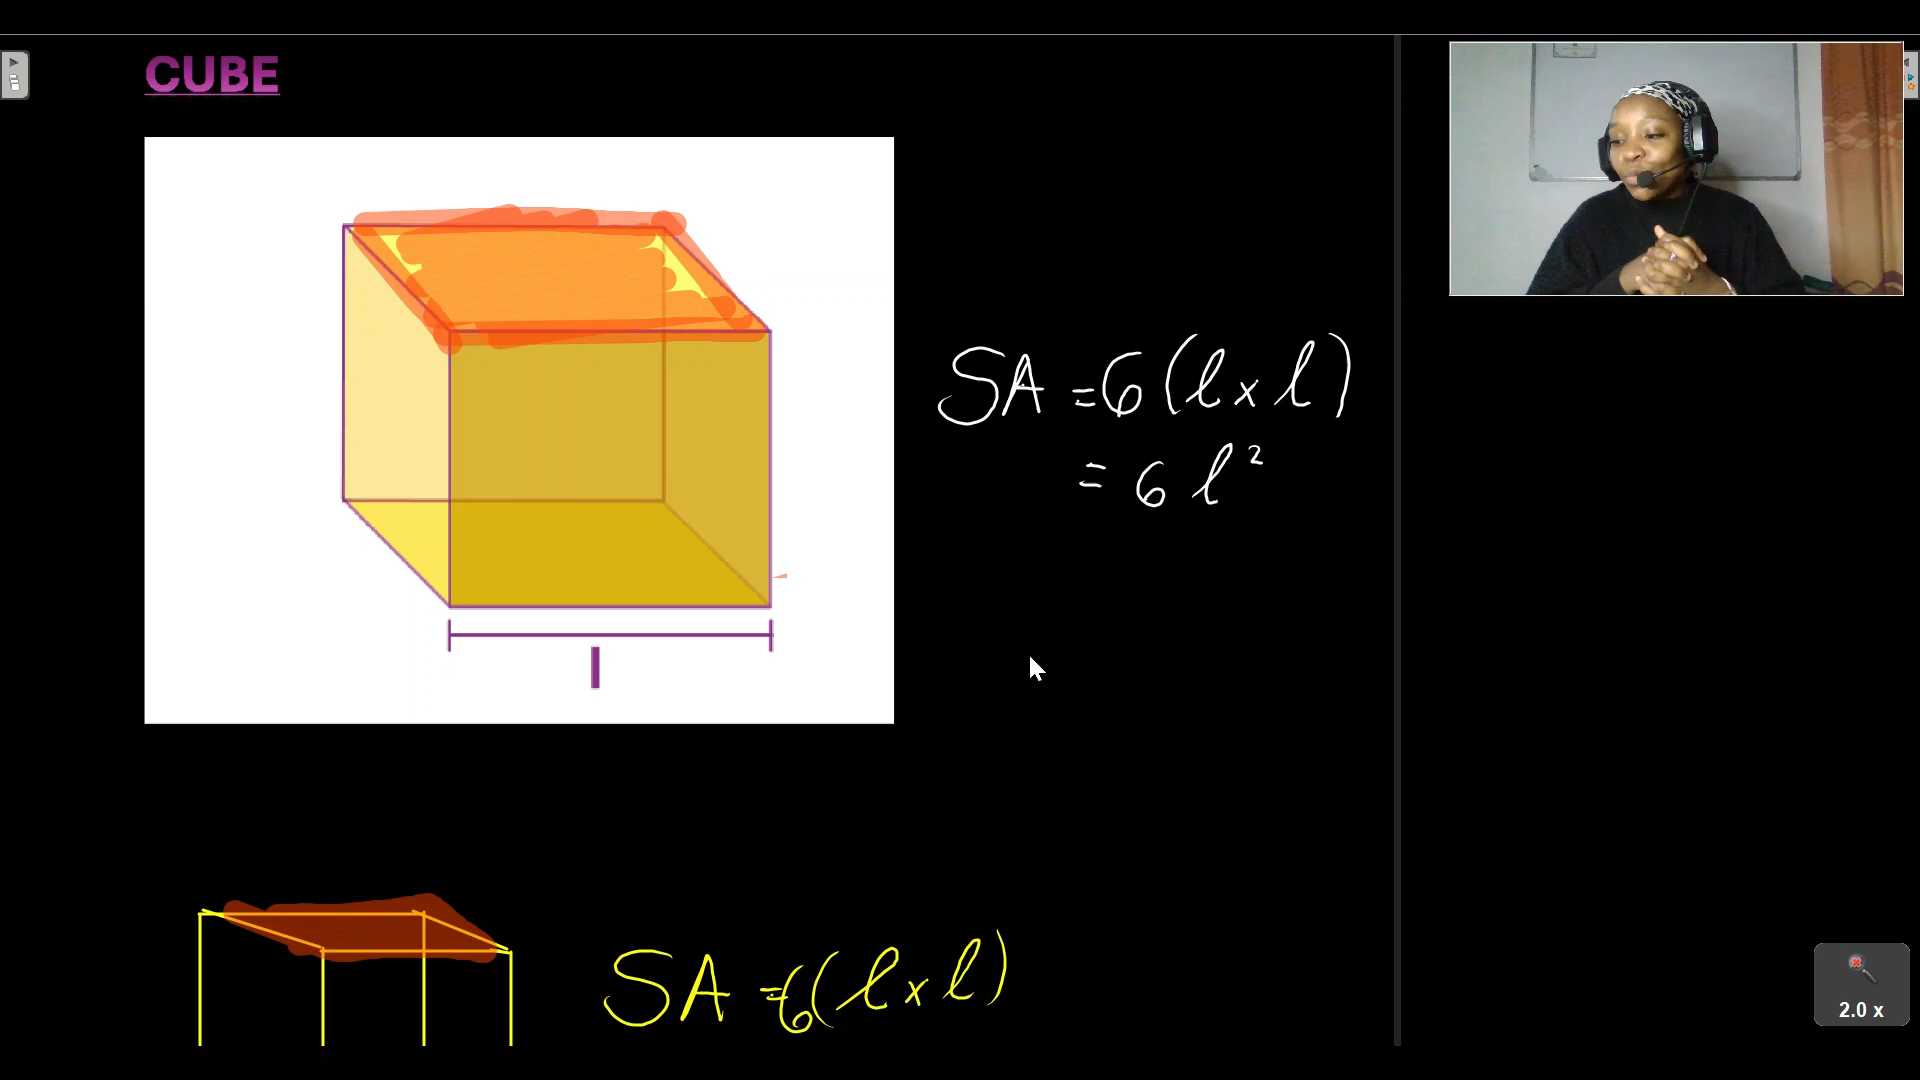 CUBE
SA = 6 (l x l)
= 6 l²
l
SA = 6 (l x l)
2.0 x